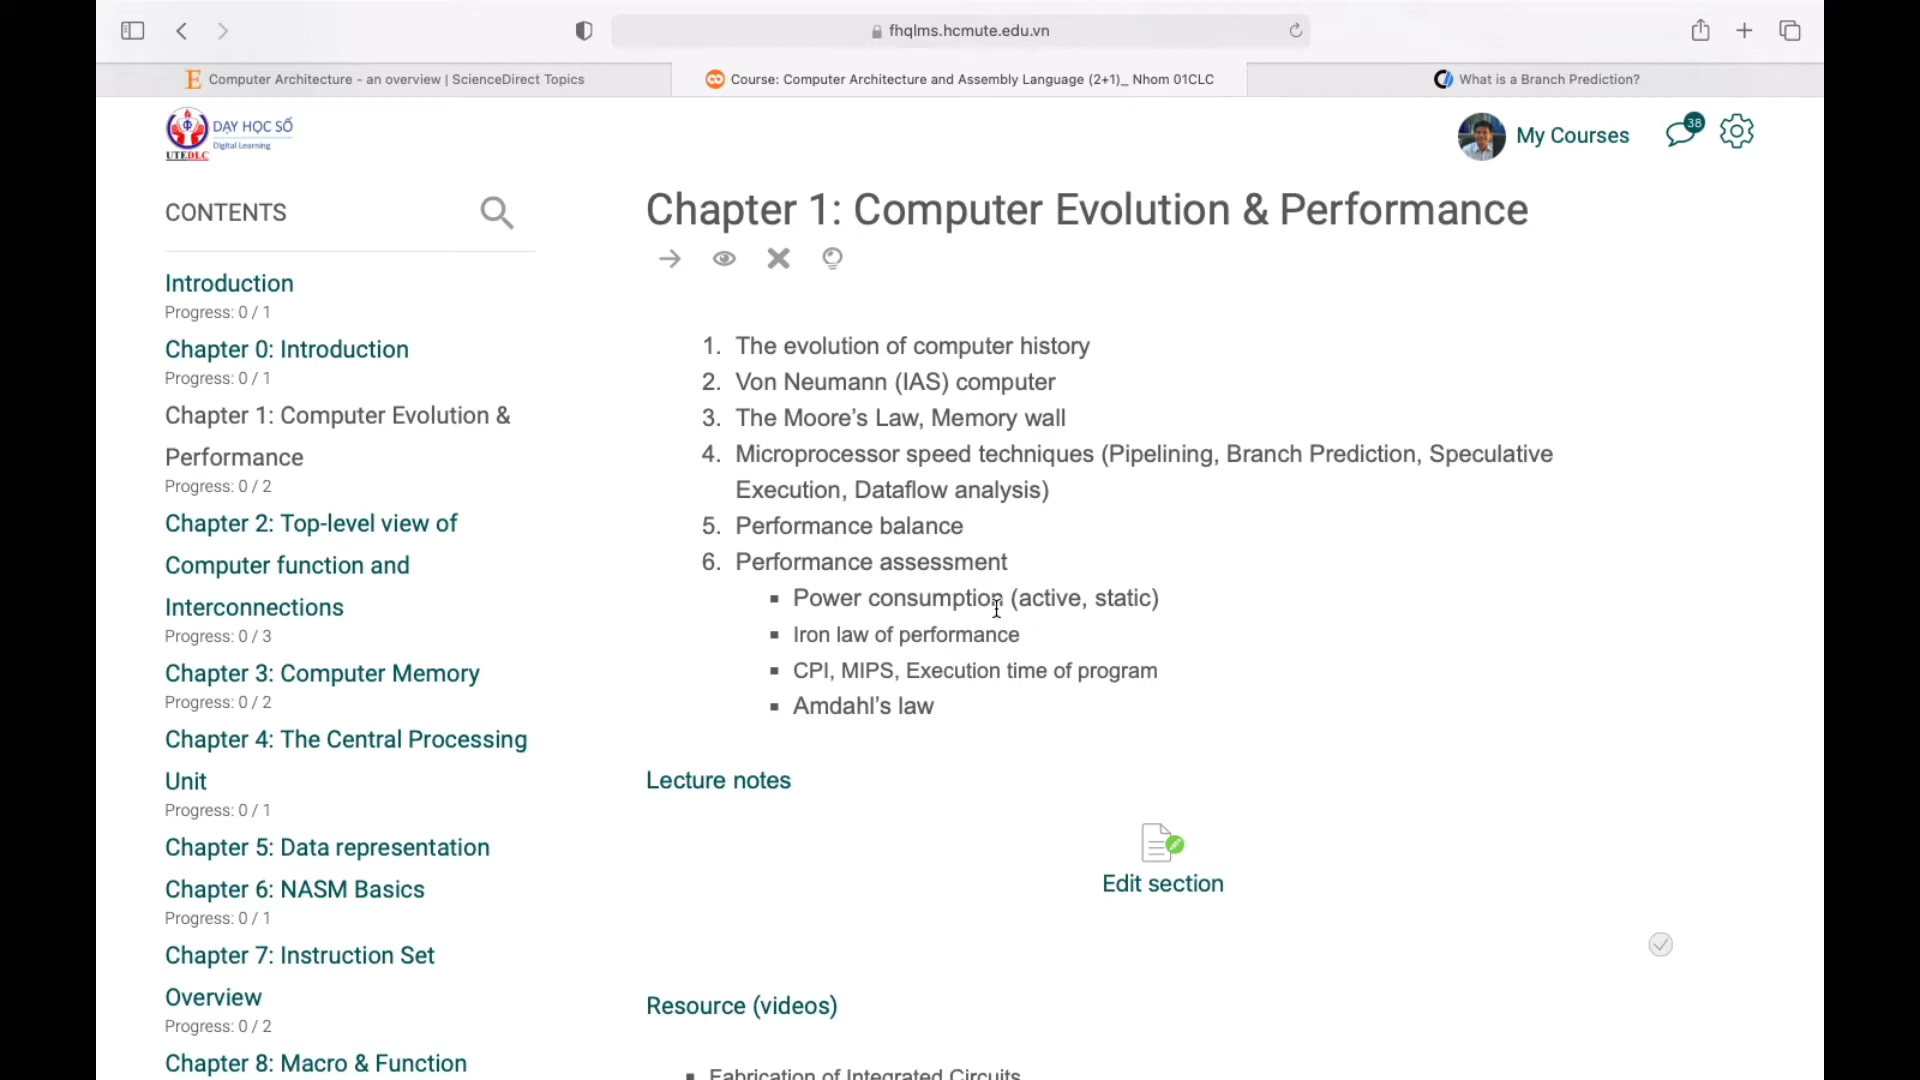 fhqlms.hcmute.edu.vn
Computer Architecture - an overview | ScienceDirect Topics
Course: Computer Architecture and Assembly Language (2+1)_ Nhom 01CLC
What is a Branch Prediction?
DẠY HỌC SỐ
Digital Learning
UTEDLC
My Courses
38
CONTENTS
Introduction
Progress: 0 / 1
Chapter 0: Introduction
Progress: 0 / 1
Chapter 1: Computer Evolution &
Performance
Progress: 0 / 2
Chapter 2: Top-level view of
Computer function and
Interconnections
Progress: 0 / 3
Chapter 3: Computer Memory
Progress: 0 / 2
Chapter 4: The Central Processing
Unit
Progress: 0 / 1
Chapter 5: Data representation
Chapter 6: NASM Basics
Progress: 0 / 1
Chapter 7: Instruction Set
Overview
Progress: 0 / 2
Chapter 8: Macro & Function
Chapter 1: Computer Evolution & Performance
1. The evolution of computer history
2. Von Neumann (IAS) computer
3. The Moore’s Law, Memory wall
4. Microprocessor speed techniques (Pipelining, Branch Prediction, Speculative
Execution, Dataflow analysis)
5. Performance balance
6. Performance assessment
▪ Power consumption (active, static)
▪ Iron law of performance
▪ CPI, MIPS, Execution time of program
▪ Amdahl’s law
Lecture notes
Edit section
Resource (videos)
▪ Fabrication of Integrated Circuits